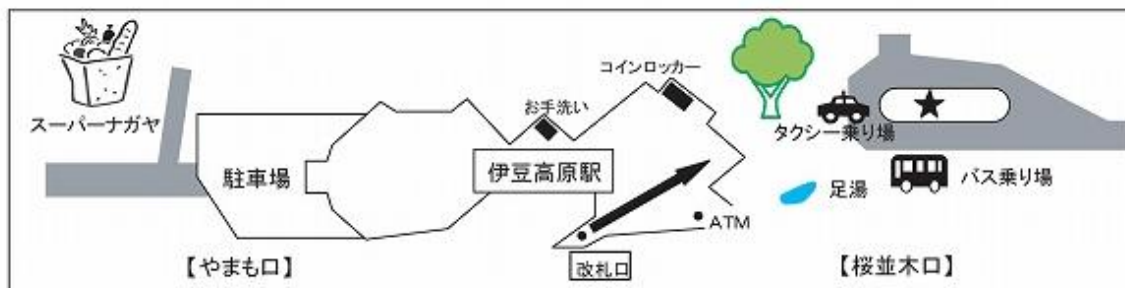 スーパーナガヤ
駐車場
【やまも口】
お手洗い
伊豆高原駅
コインロッカー
ATM
改札口
タクシー乗り場
バス乗り場
足湯
【桜並木口】